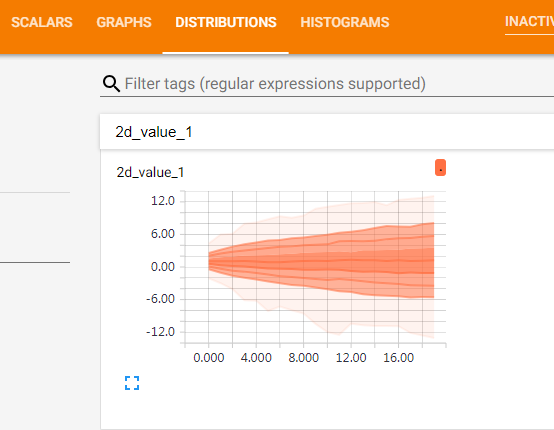 SCALARS GRAPHS DISTRIBUTIONS HISTOGRAMS
Filter tags (regular expressions supported)
2d_value_1
2d_value_1
.
12.0
6.00
0.00
-6.00
-12.0
0.000 4.000 8.000 12.00 16.00